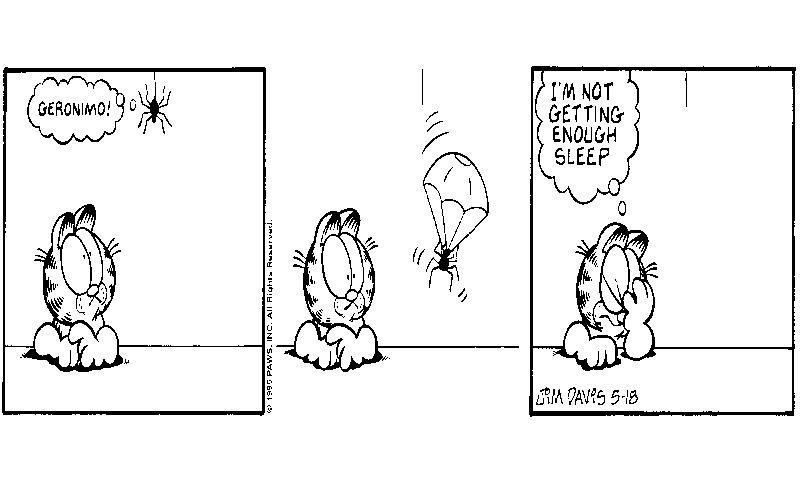 GERONIMO!
© 1995 PAWS, INC. All Rights Reserved.
I'M NOT
GETTING
ENOUGH
SLEEP
JIM DAVIS 5-18